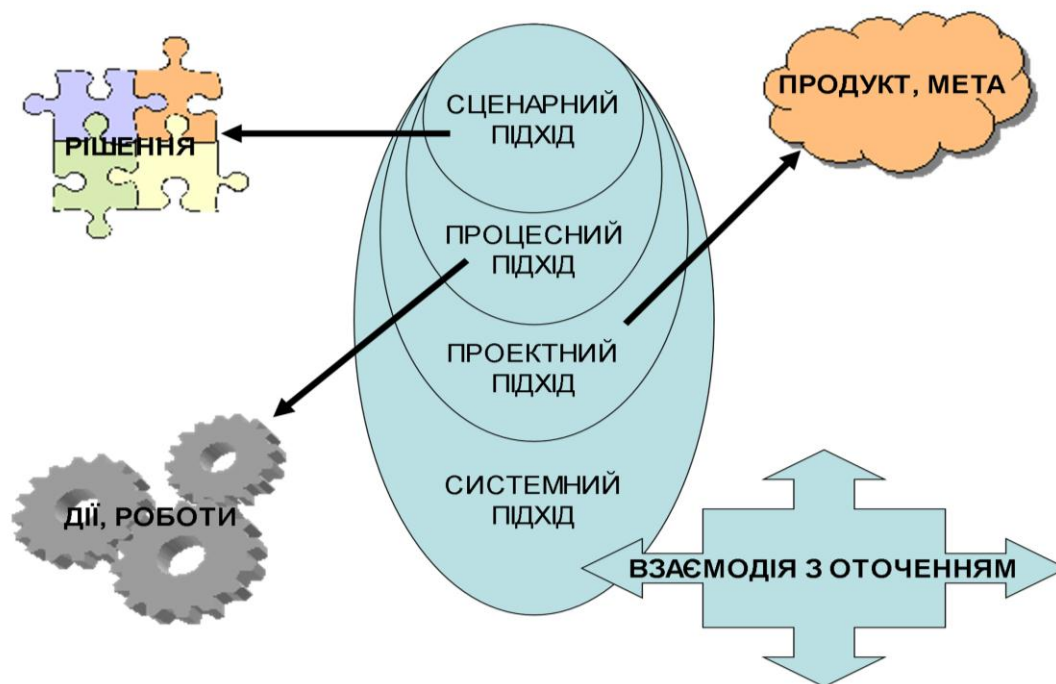 СЦЕНАРНИЙ
ПІДХІД
ПРОДУКТ, МЕТА
РІШЕННЯ
ПРОЦЕСНИЙ
ПІДХІД
ПРОЕКТНИЙ
ПІДХІД
СИСТЕМНИЙ
ПІДХІД
ДІЇ, РОБОТИ
ВЗАЄМОДІЯ З ОТОЧЕННЯМ